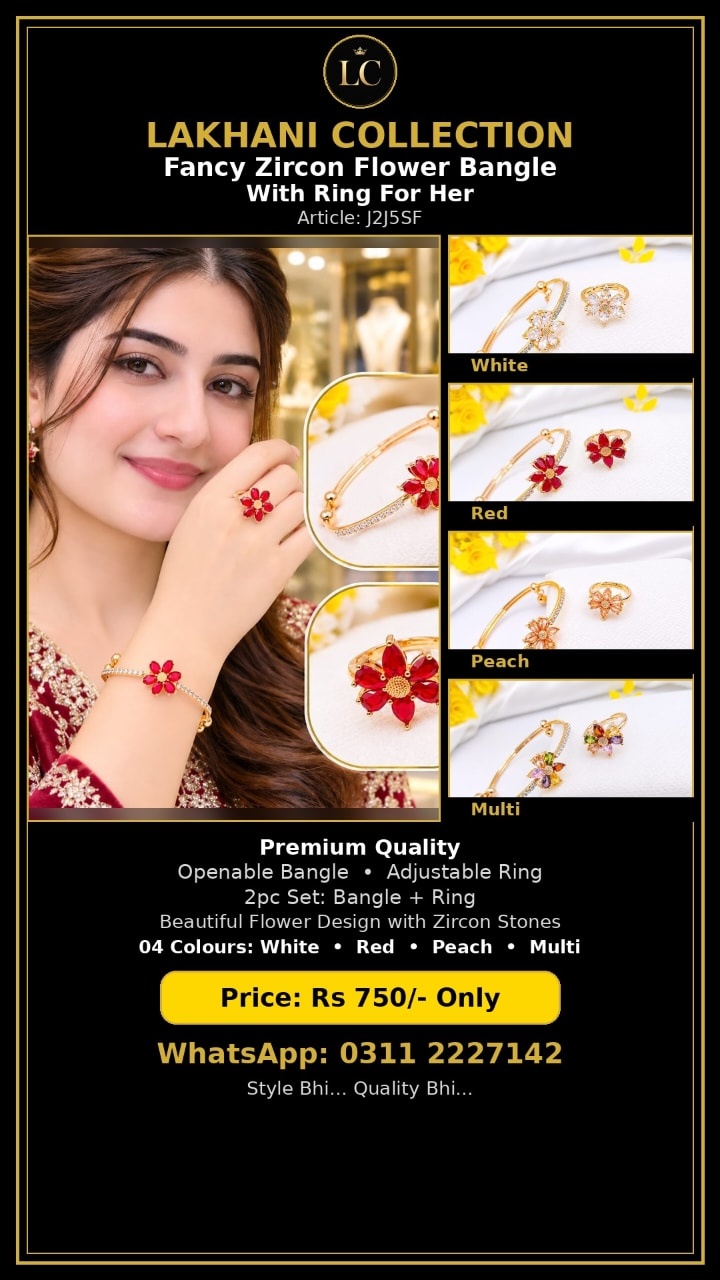 LC
LAKHANI COLLECTION
Fancy Zircon Flower Bangle
With Ring For Her
Article: J2J5SF
White
Red
Peach
Multi
Premium Quality
Openable Bangle • Adjustable Ring
2pc Set: Bangle + Ring
Beautiful Flower Design with Zircon Stones
04 Colours: White • Red • Peach • Multi
Price: Rs 750/- Only
WhatsApp: 0311 2227142
Style Bhi... Quality Bhi...